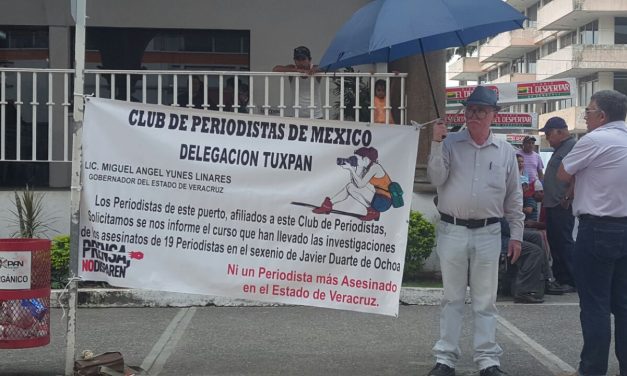 CLUB DE PERIODISTAS DE MEXICO
DELEGACION TUXPAN
LIC. MIGUEL ANGEL YUNES LINARES
GOBERNADOR DEL ESTADO DE VERACRUZ
Los Periodistas de este puerto, afiliados a este Club de Periodistas,
Solicitamos se nos informe el curso que han llevado las investigaciones
de los asesinatos de 19 Periodistas en el sexenio de Javier Duarte de Ochoa
PRENSA
NO DISPAREN
Ni un Periodista más Asesinado
en el Estado de Veracruz.
EL DESPERTAR
EL DESPERTAR